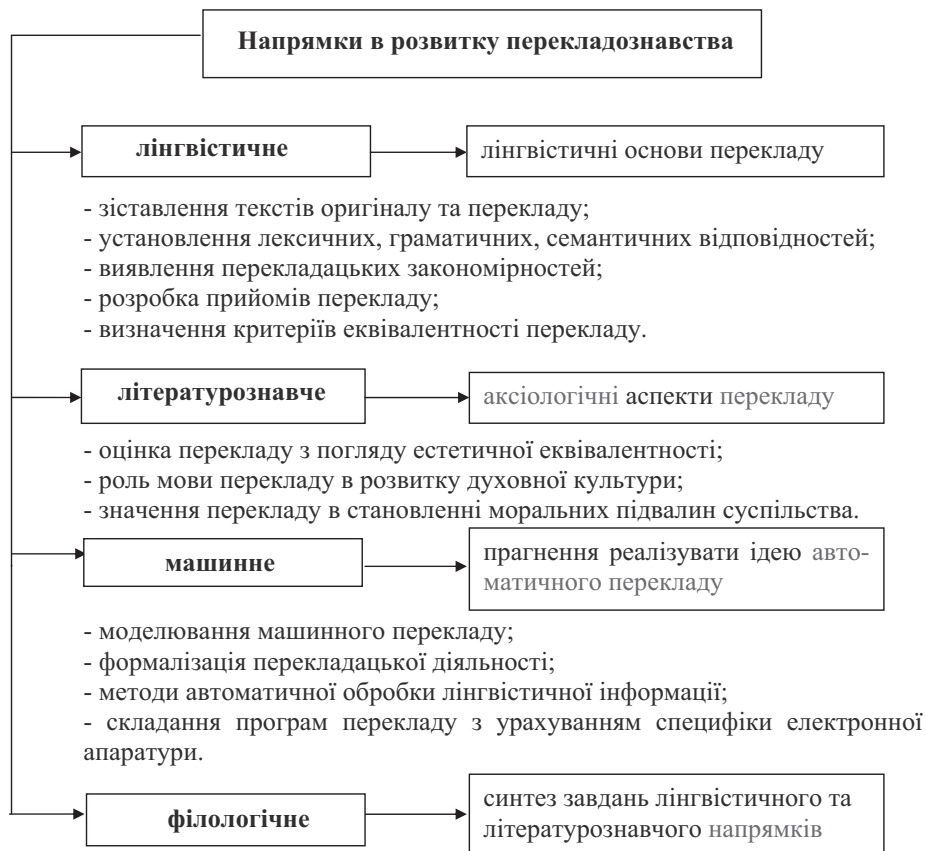 Напрямки в розвитку перекладознавства
лінгвістичне
лінгвістичні основи перекладу
- зіставлення текстів оригіналу та перекладу;
- установлення лексичних, граматичних, семантичних відповідностей;
- виявлення перекладацьких закономірностей;
- розробка прийомів перекладу;
- визначення критеріїв еквівалентності перекладу.
літературознавче
аксіологічні аспекти перекладу
- оцінка перекладу з погляду естетичної еквівалентності;
- роль мови перекладу в розвитку духовної культури;
- значення перекладу в становленні моральних підвалин суспільства.
машинне
прагнення реалізувати ідею авто-
матичного перекладу
- моделювання машинного перекладу;
- формалізація перекладацької діяльності;
- методи автоматичної обробки лінгвістичної інформації;
- складання програм перекладу з урахуванням специфіки електронної
апаратури.
філологічне
синтез завдань лінгвістичного та
літературознавчого напрямків